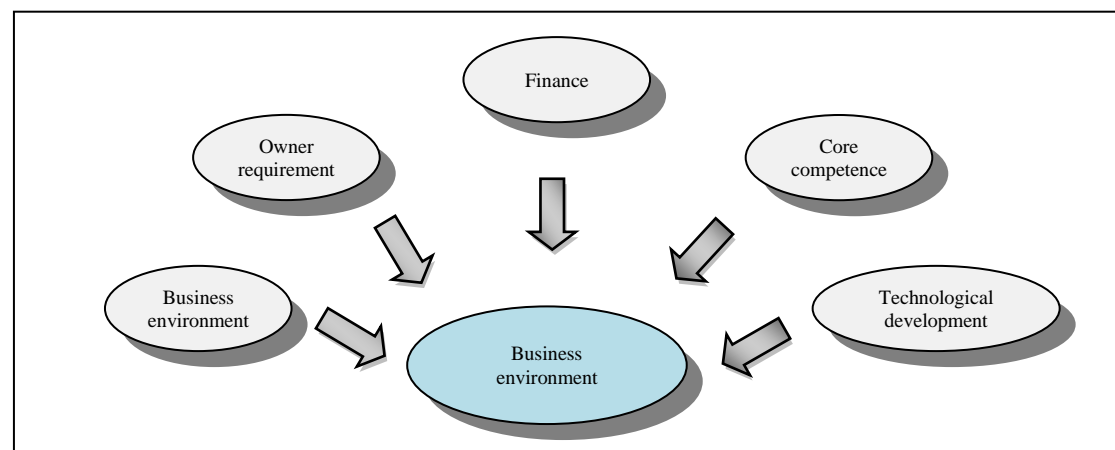 Finance
Owner
requirement
Core
competence
Business
environment
Technological
development
Business
environment